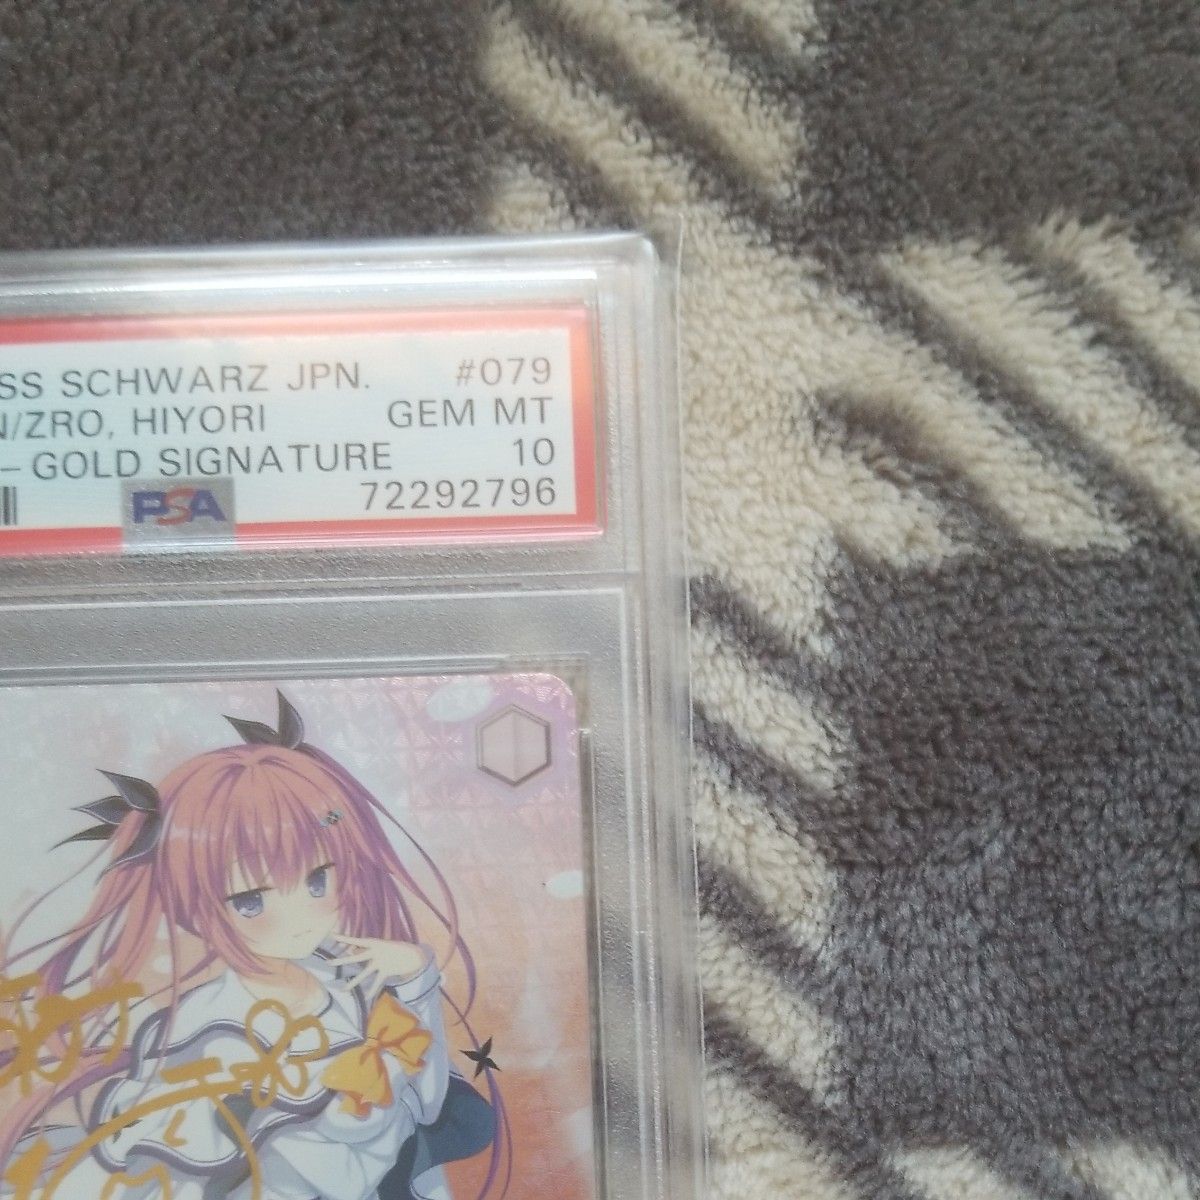 SS SCHWARZ JPN. #079
N/ZRO, HIYORI GEM MT
– GOLD SIGNATURE 10
PSA 72292796